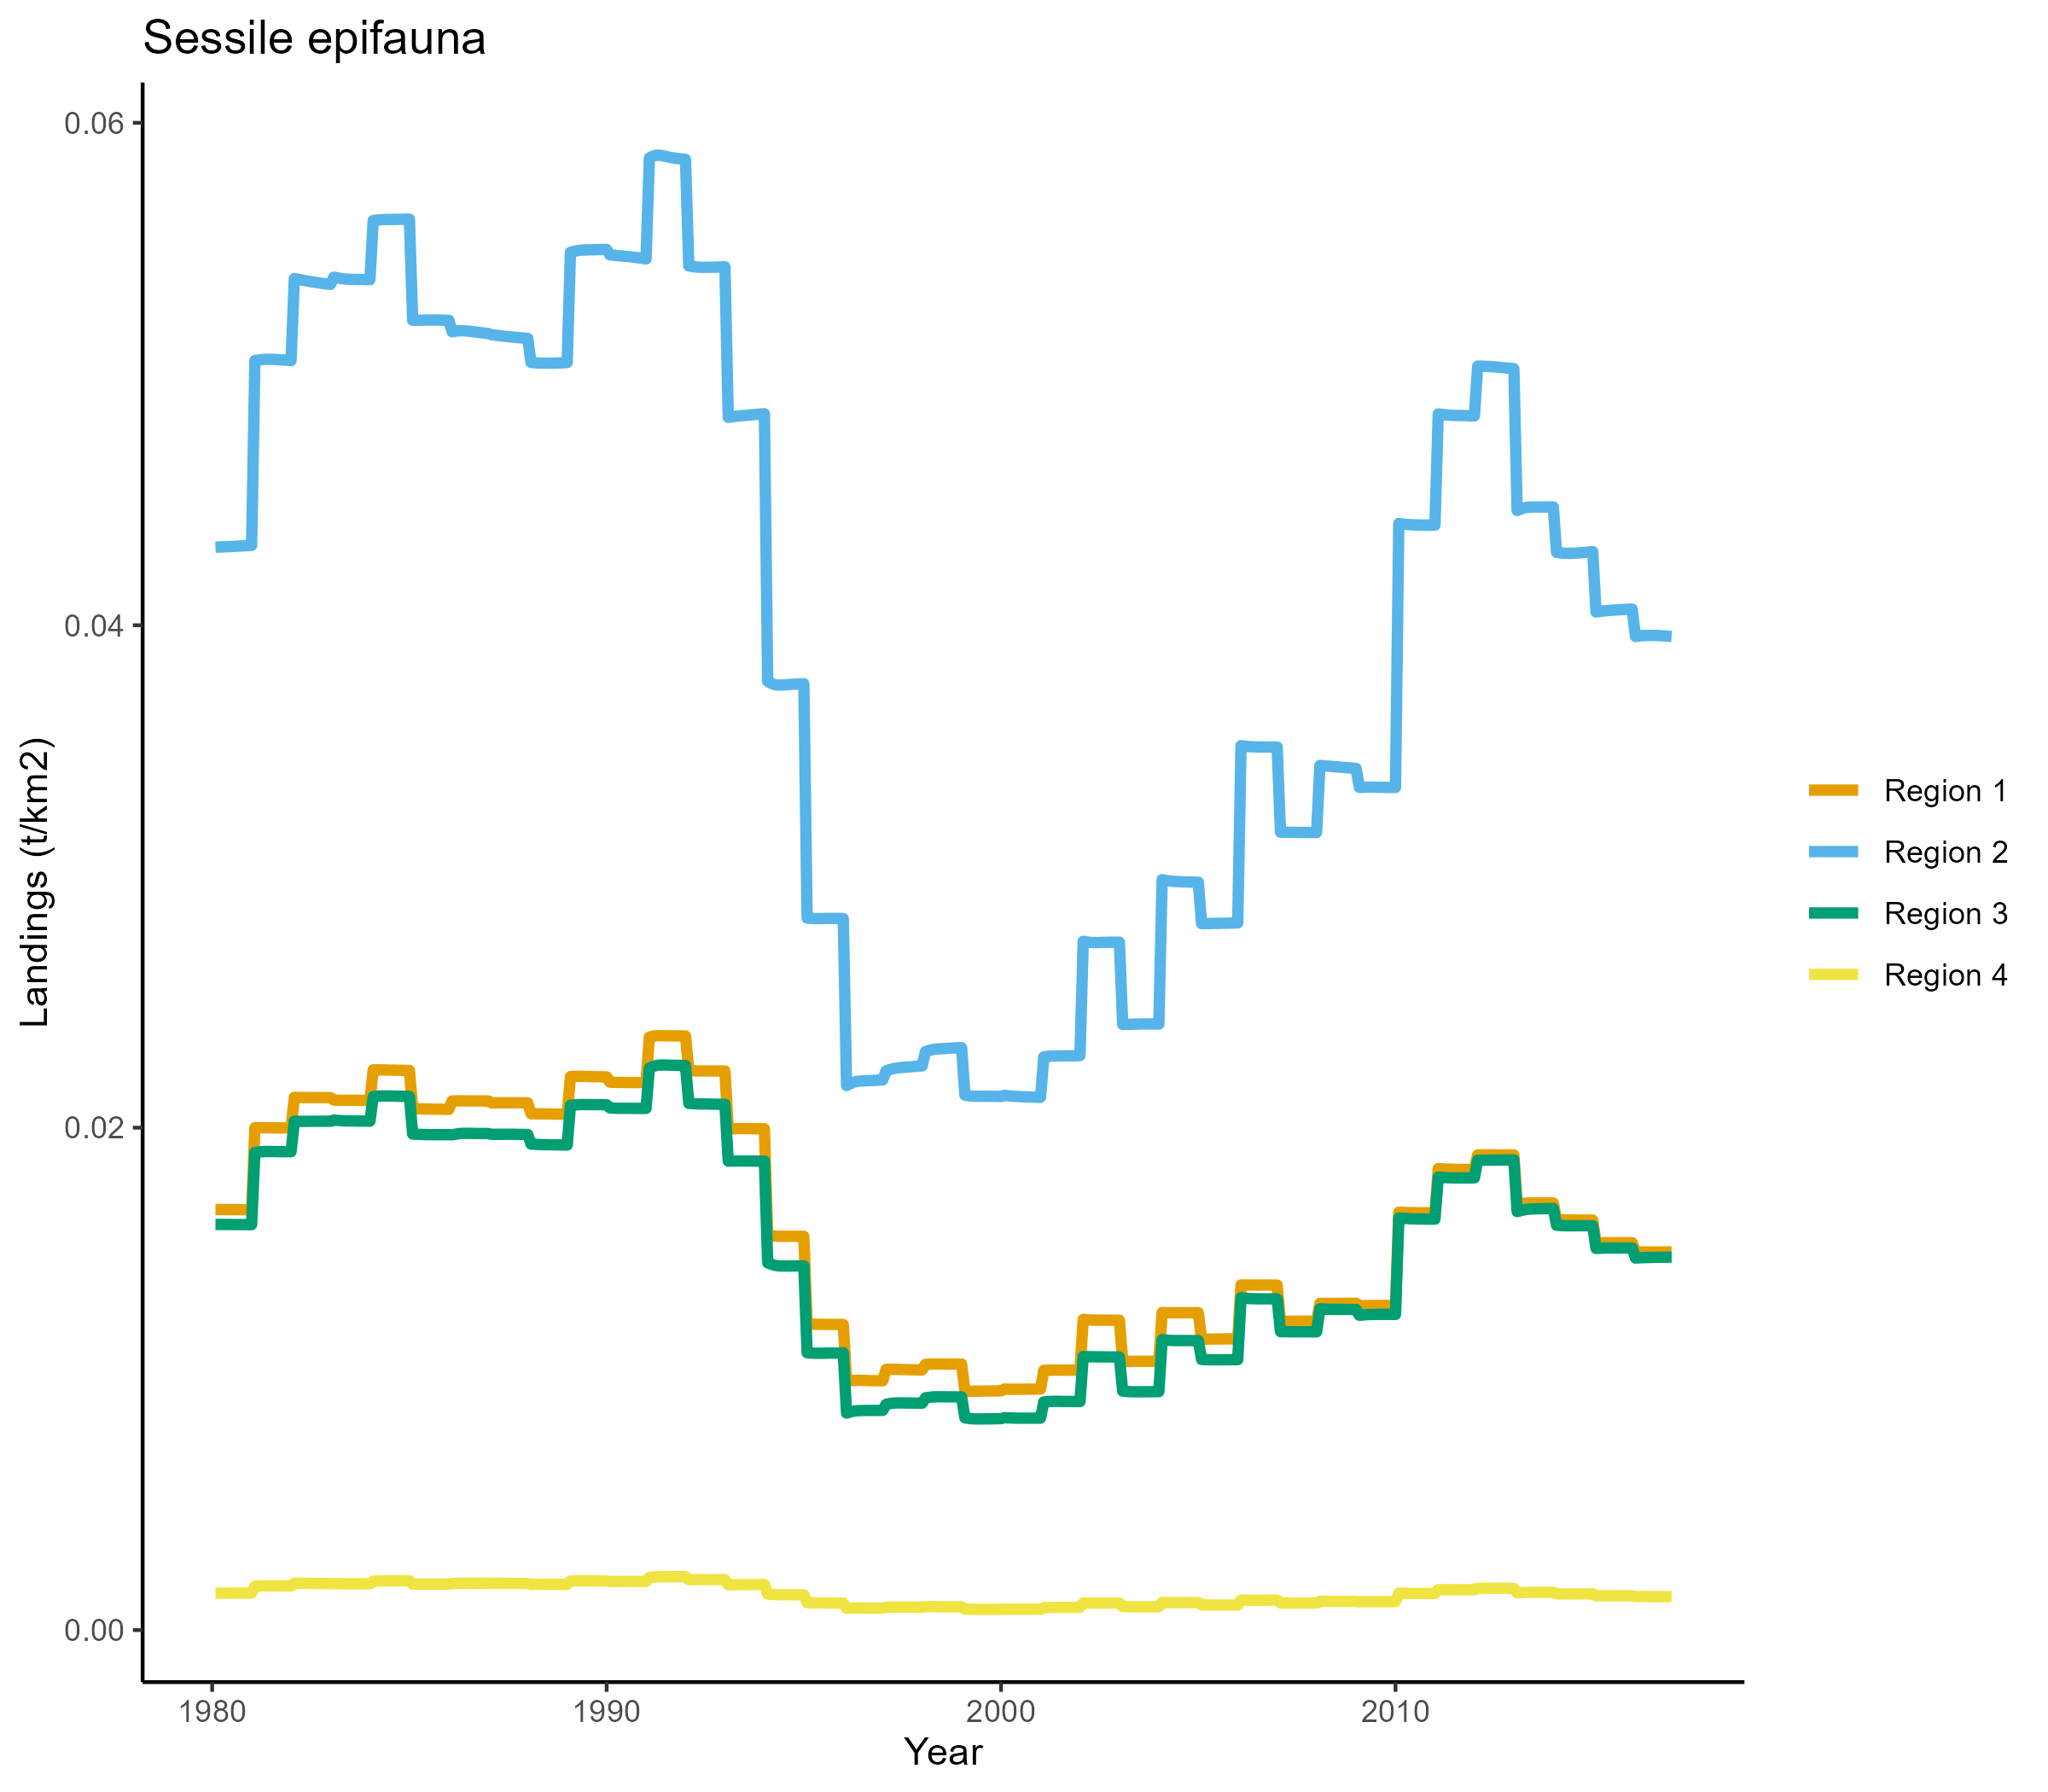 Sessile epifauna
0.06
0.04
0.02
0.00
Landings (t/km2)
1980
1990
2000
2010
Year
Region 1
Region 2
Region 3
Region 4